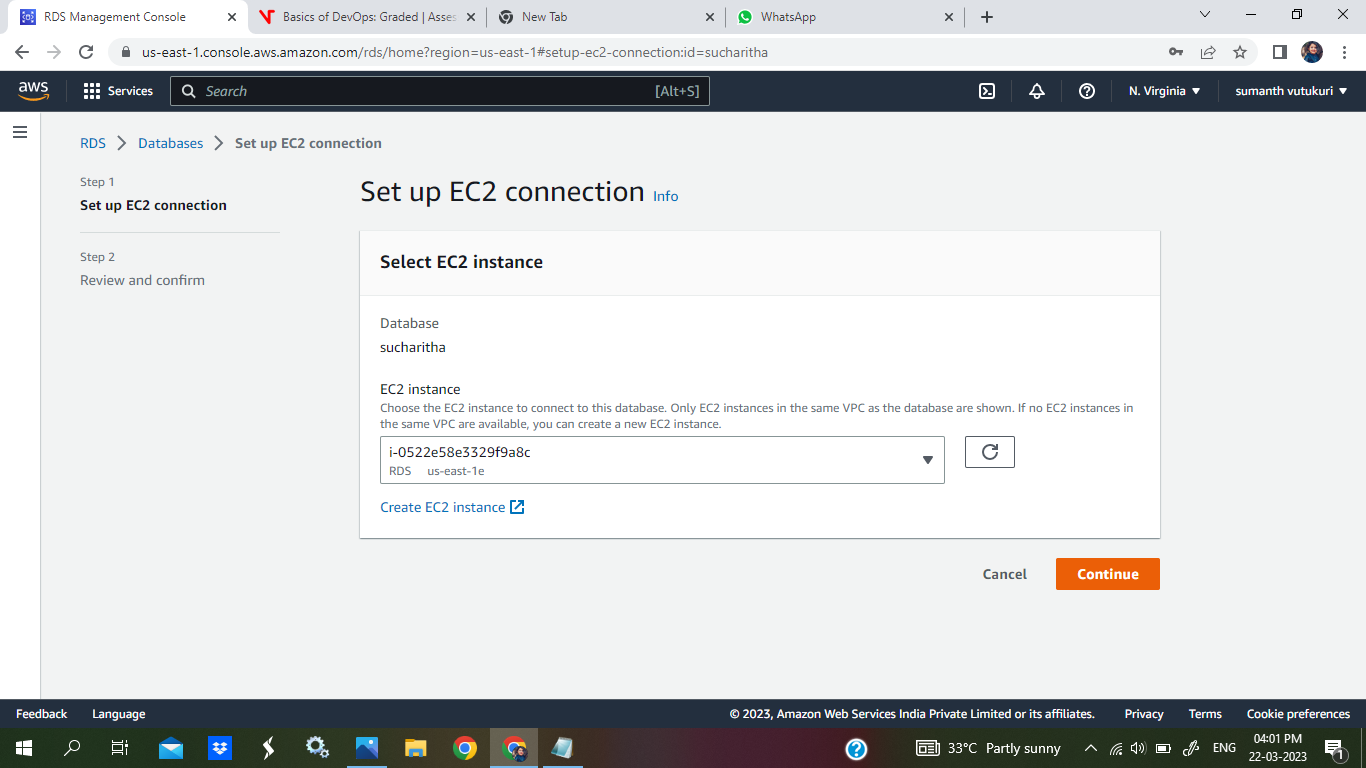 RDS Management Console
Basics of DevOps: Graded | Asses
New Tab
WhatsApp
us-east-1.console.aws.amazon.com/rds/home?region=us-east-1#setup-ec2-connection:id=sucharitha
aws
Services
Search
[Alt+S]
N. Virginia
sumanth vutukuri
RDS
Databases
Set up EC2 connection
Step 1
Set up EC2 connection
Step 2
Review and confirm
Set up EC2 connection Info
Select EC2 instance
Database
sucharitha
EC2 instance
Choose the EC2 instance to connect to this database. Only EC2 instances in the same VPC as the database are shown. If no EC2 instances in
the same VPC are available, you can create a new EC2 instance.
i-0522e58e3329f9a8c
RDS us-east-1e
Create EC2 instance
Cancel
Continue
Feedback
Language
© 2023, Amazon Web Services India Private Limited or its affiliates.
Privacy
Terms
Cookie preferences
33°C Partly sunny
ENG
04:01 PM
22-03-2023
1